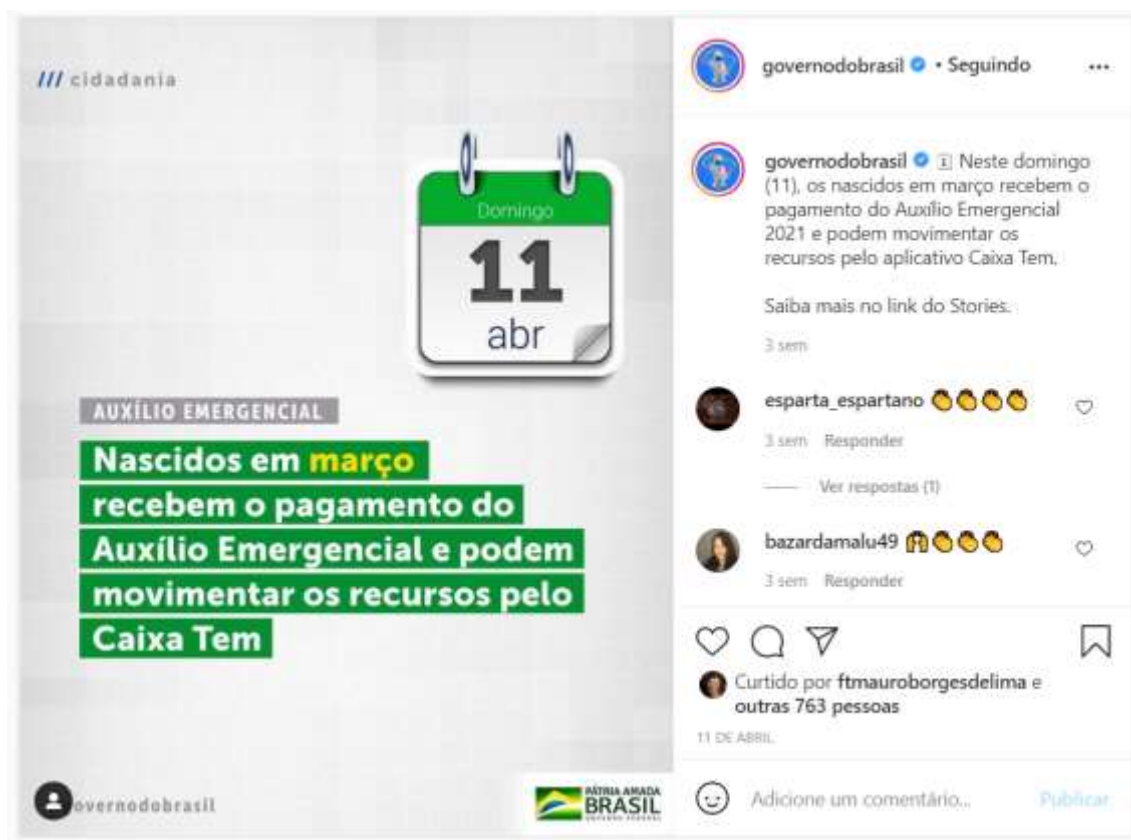 /// cidadania
Domingo
11
abr
AUXÍLIO EMERGENCIAL
Nascidos em março
recebem o pagamento do
Auxílio Emergencial e podem
movimentar os recursos pelo
Caixa Tem
overnodobrasil
PÁTRIA AMADA
BRASIL
GOVERNO FEDERAL
governodobrasil • Seguindo
governodobrasil Neste domingo
(11), os nascidos em março recebem o
pagamento do Auxílio Emergencial
2021 e podem movimentar os
recursos pelo aplicativo Caixa Tem.
Saiba mais no link do Stories.
3 sem
esparta_espartano 👏👏👏👏
3 sem Responder
Ver respostas (1)
bazardamalu49 🙌👏👏👏
3 sem Responder
Curtido por ftmauroborgesdelima e
outras 763 pessoas
11 DE ABRIL
Adicione um comentário... Publicar